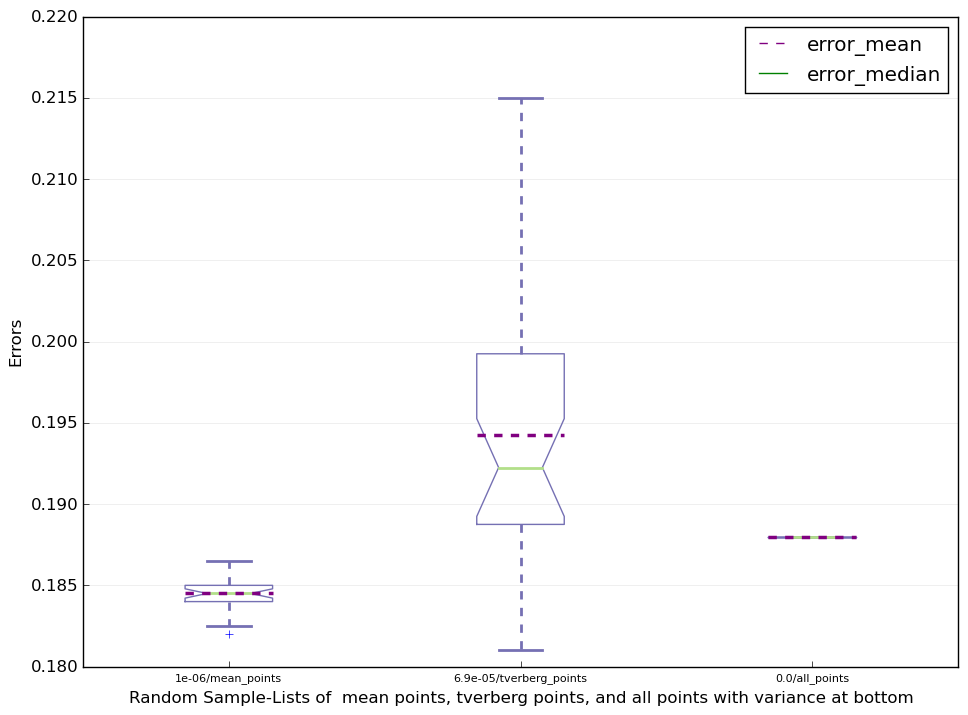 0.220
0.215
0.210
0.205
0.200
0.195
0.190
0.185
0.180
Errors
error_mean
error_median
1e-06/mean_points
6.9e-05/tverberg_points
0.0/all_points
Random Sample-Lists of  mean points, tverberg points, and all points with variance at bottom